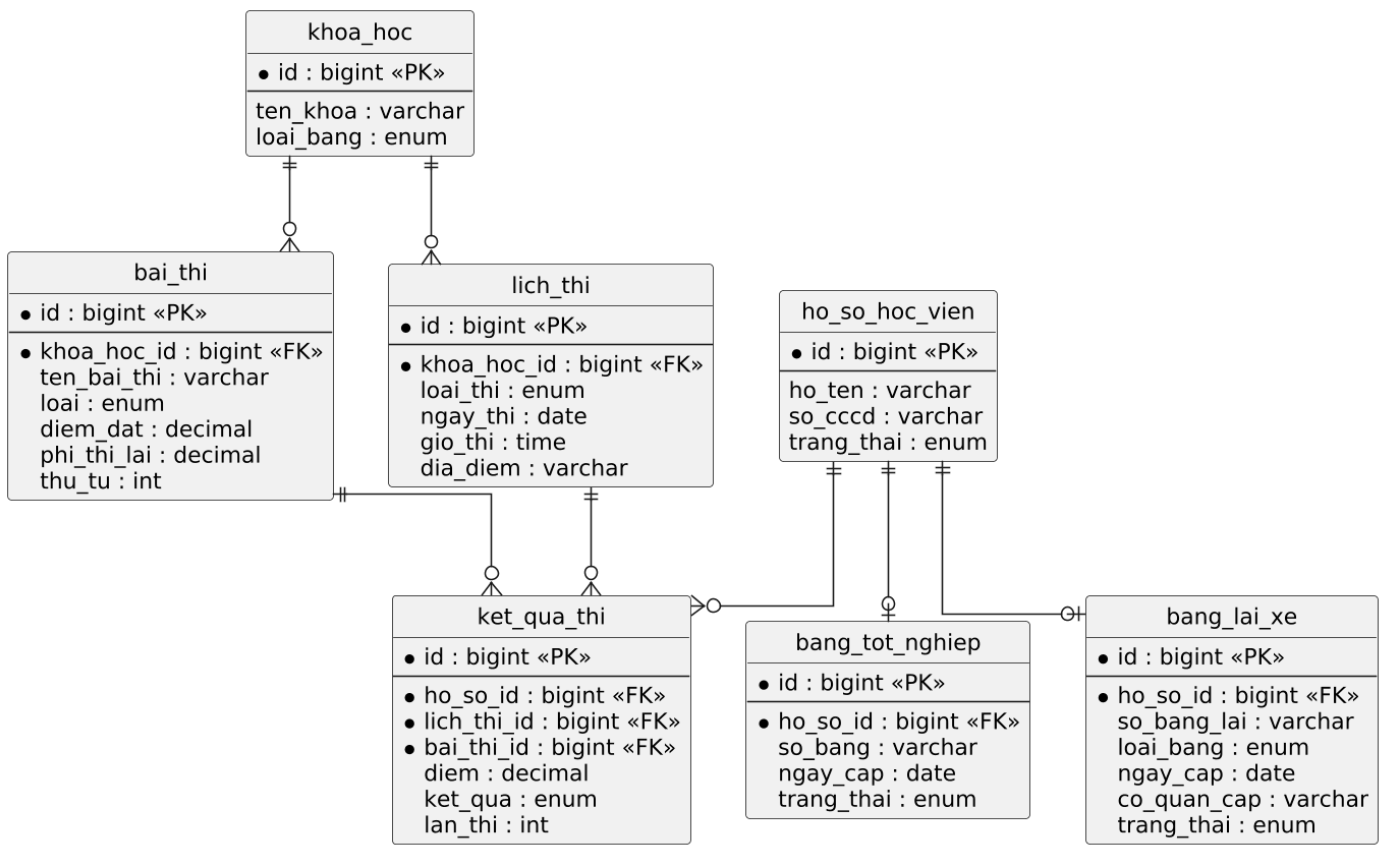 khoa_hoc
id : bigint «PK»
ten_khoa : varchar
loai_bang : enum
bai_thi
id : bigint «PK»
khoa_hoc_id : bigint «FK»
ten_bai_thi : varchar
loai : enum
diem_dat : decimal
phi_thi_lai : decimal
thu_tu : int
lich_thi
id : bigint «PK»
khoa_hoc_id : bigint «FK»
loai_thi : enum
ngay_thi : date
gio_thi : time
dia_diem : varchar
ho_so_hoc_vien
id : bigint «PK»
ho_ten : varchar
so_cccd : varchar
trang_thai : enum
ket_qua_thi
id : bigint «PK»
ho_so_id : bigint «FK»
lich_thi_id : bigint «FK»
bai_thi_id : bigint «FK»
diem : decimal
ket_qua : enum
lan_thi : int
bang_tot_nghiep
id : bigint «PK»
ho_so_id : bigint «FK»
so_bang : varchar
ngay_cap : date
trang_thai : enum
bang_lai_xe
id : bigint «PK»
ho_so_id : bigint «FK»
so_bang_lai : varchar
loai_bang : enum
ngay_cap : date
co_quan_cap : varchar
trang_thai : enum